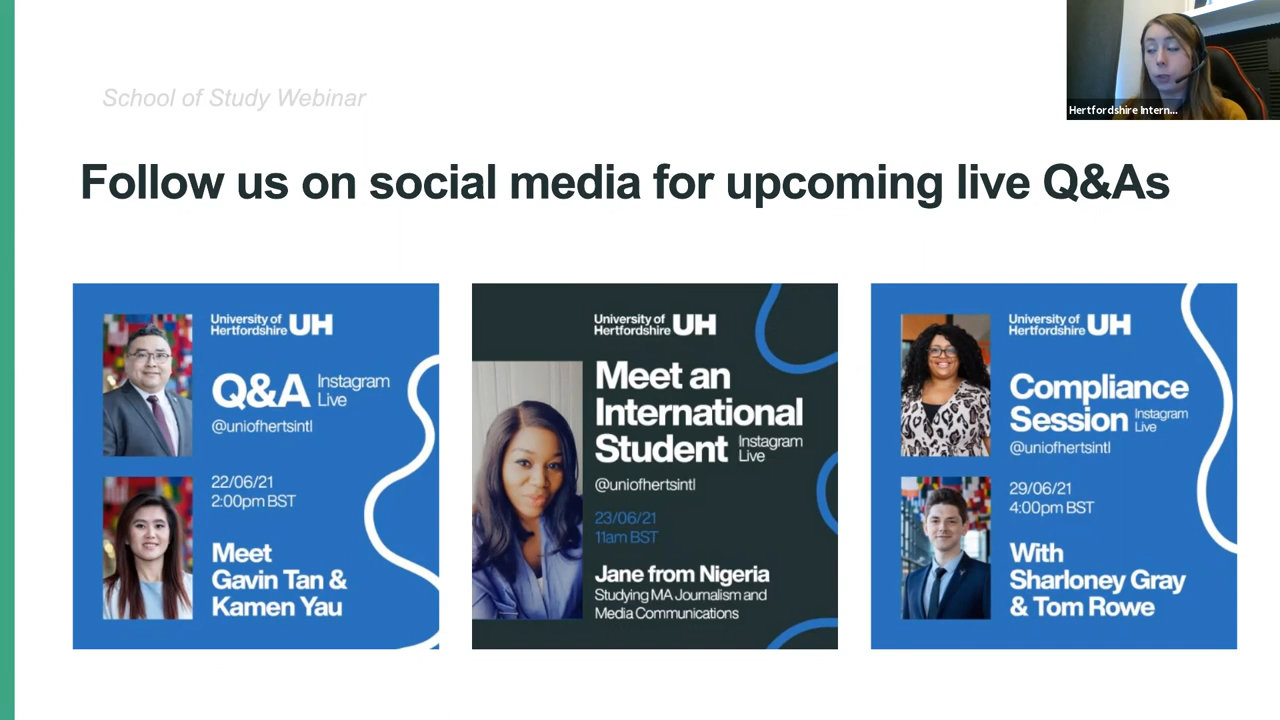 School of Study Webinar
Hertfordshire Intern...
Follow us on social media for upcoming live Q&As
University of
Hertfordshire UH
Q&A Instagram
Live
@uniofhertsintl
22/06/21
2:00pm BST
Meet
Gavin Tan &
Kamen Yau
University of
Hertfordshire UH
Meet an
International
Student Instagram
Live
@uniofhertsintl
23/06/21
11am BST
Jane from Nigeria
Studying MA Journalism and
Media Communications
University of
Hertfordshire UH
Compliance
Session Instagram
Live
@uniofhertsintl
29/06/21
4:00pm BST
With
Sharloney Gray
& Tom Rowe